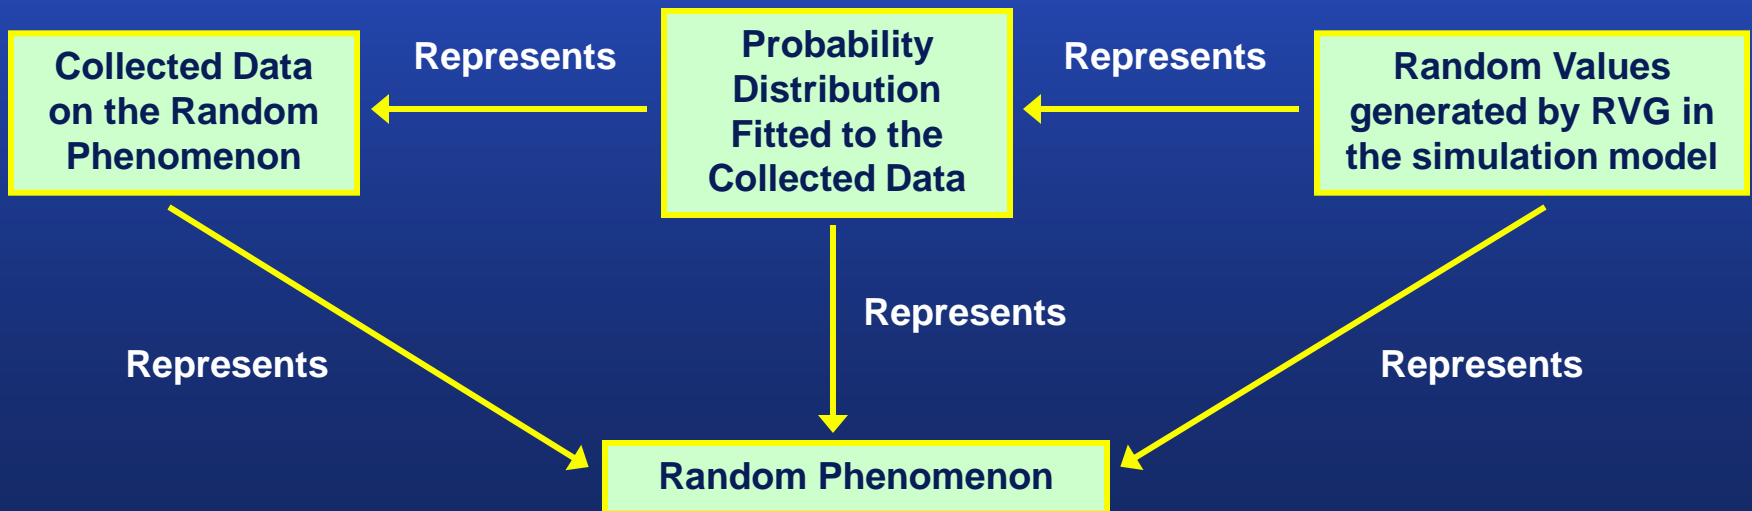 Collected Data
on the Random
Phenomenon
Represents
Probability
Distribution
Fitted to the
Collected Data
Represents
Random Values
generated by RVG in
the simulation model
Represents
Represents
Represents
Random Phenomenon